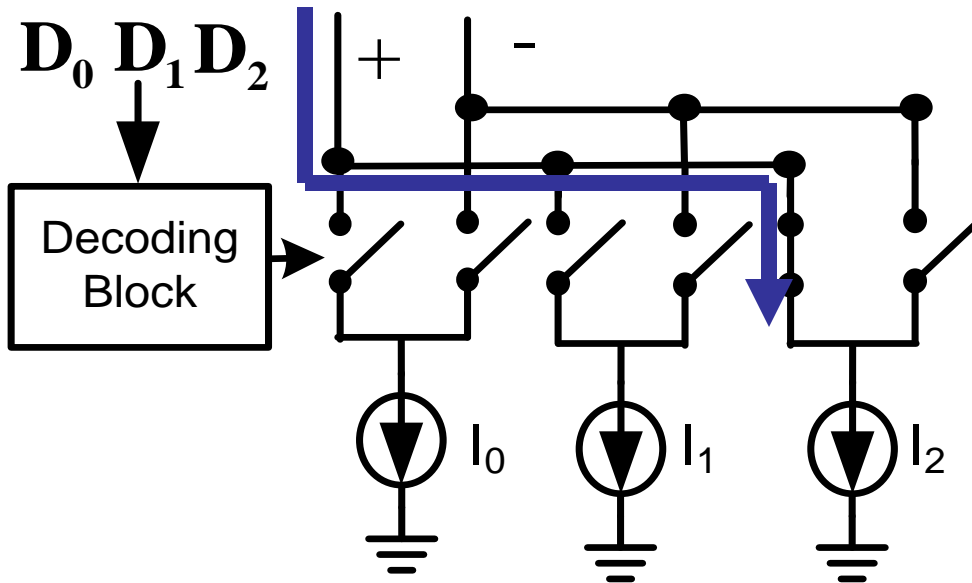 D₀ D₁ D₂
+ -
Decoding
Block
I₀ I₁ I₂